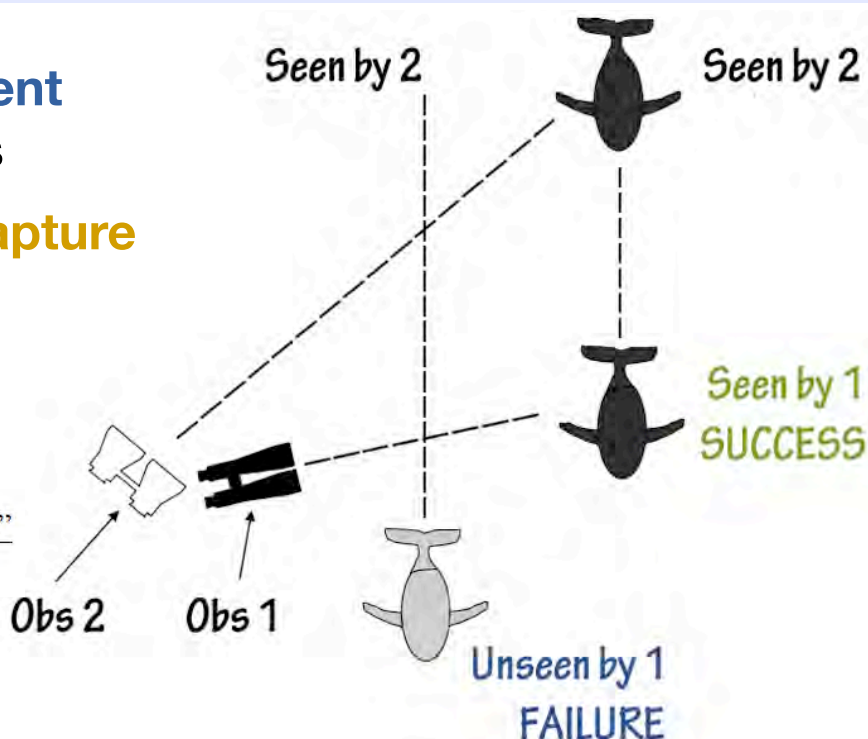 ent
s
apture
Seen by 2
Seen by 2
Seen by 1
SUCCESS
”
Obs 2
Obs 1
Unseen by 1
FAILURE